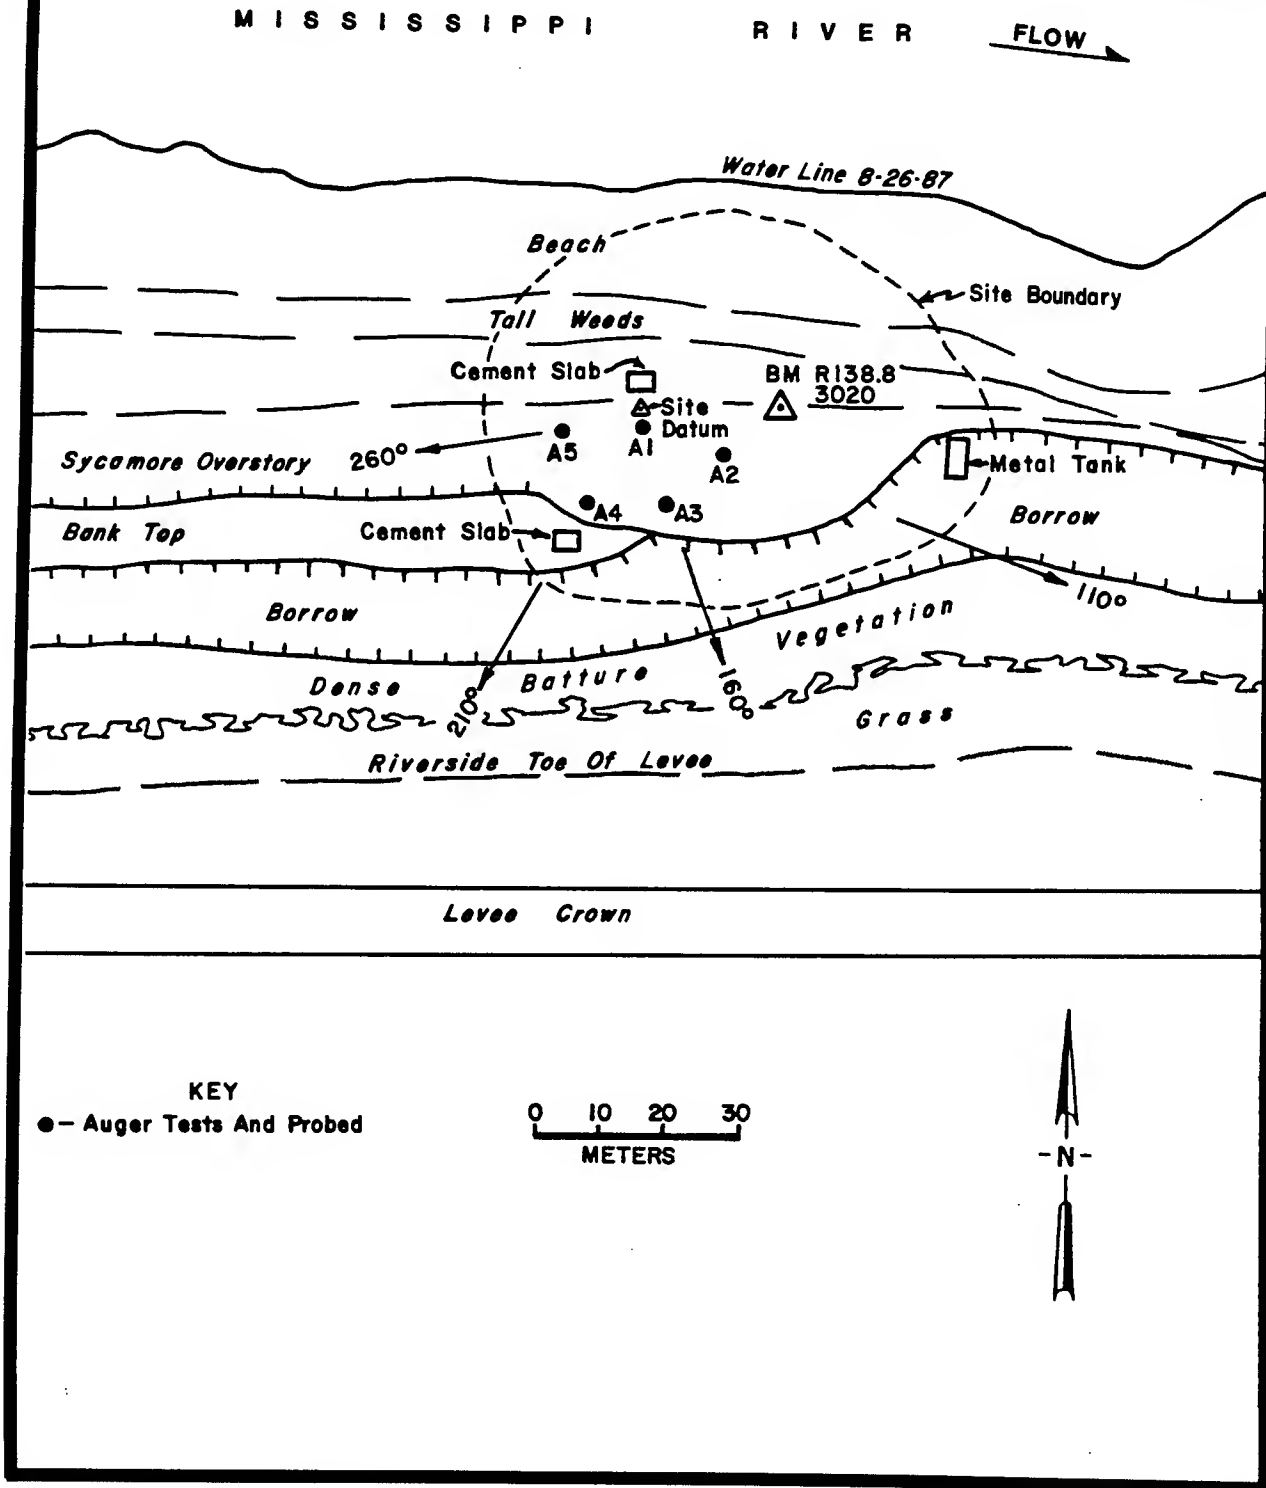 MISSISSIPPI RIVER
FLOW
Water Line 8-26-87
Beach
Site Boundary
Tall Weeds
Cement Slab
BM R138.8
3020
Site
Datum
A1
A5
A2
260°
Sycamore Overstory
Metal Tank
A4
A3
Borrow
Bank Top
Cement Slab
110°
Borrow
Vegetation
Batture
Dense
210°
160°
Grass
Riverside Toe Of Levee
Levee Crown
KEY
●- Auger Tests And Probed
0 10 20 30
METERS
-N-